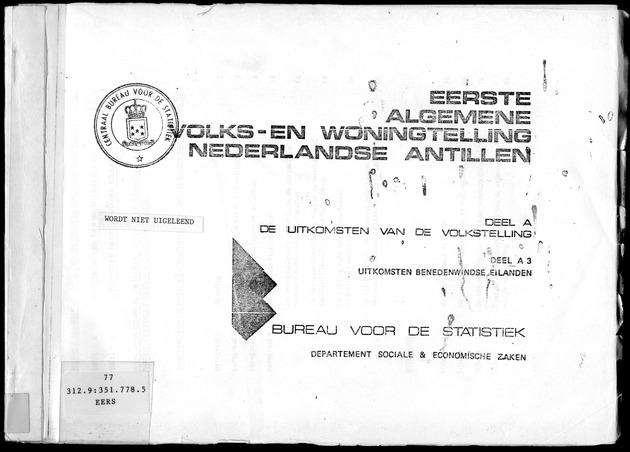 EERSTE
ALGEMENE
VOLKS-EN WONINGTELLING
NEDERLANDSE ANTILLEN
CENTRAAL BUREAU VOOR DE STATISTIEK
WORDT NIET UIGELEEND
DEEL A
DE UITKOMSTEN VAN DE VOLKSTELLING
DEEL A 3
UITKOMSTEN BENEDENWINDSE EILANDEN
BUREAU VOOR DE STATISTIEK
DEPARTEMENT SOCIALE & ECONOMISCHE ZAKEN
77
312.9:351.778.5
EERS